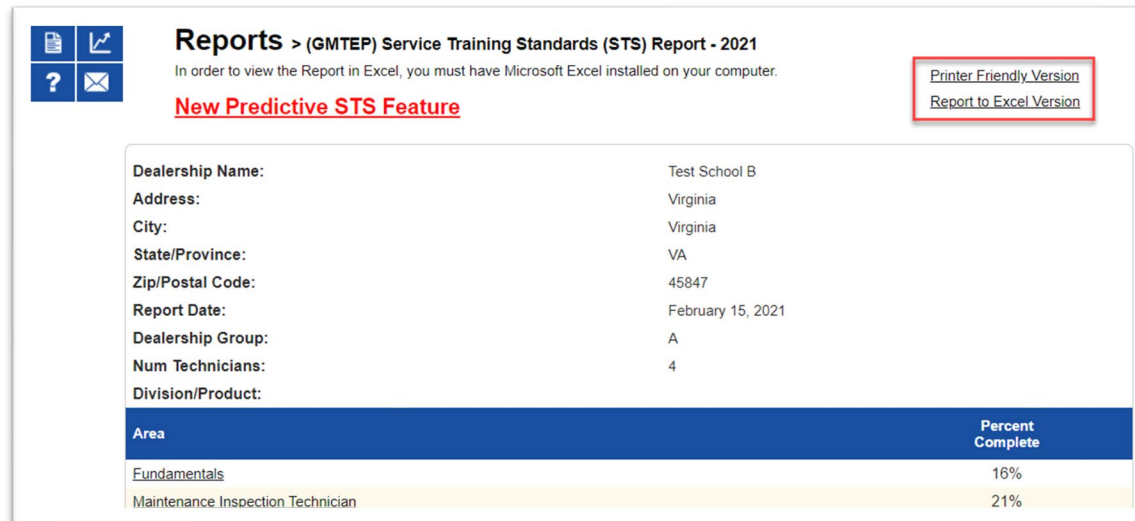 Reports > (GMTEP) Service Training Standards (STS) Report - 2021
In order to view the Report in Excel, you must have Microsoft Excel installed on your computer.
Printer Friendly Version
?
New Predictive STS Feature
Report to Excel Version
Dealership Name: Test School B
Address: Virginia
City: Virginia
State/Province: VA
Zip/Postal Code: 45847
Report Date: February 15, 2021
Dealership Group: A
Num Technicians: 4
Division/Product:
Area Percent
Complete
Fundamentals 16%
Maintenance Inspection Technician 21%